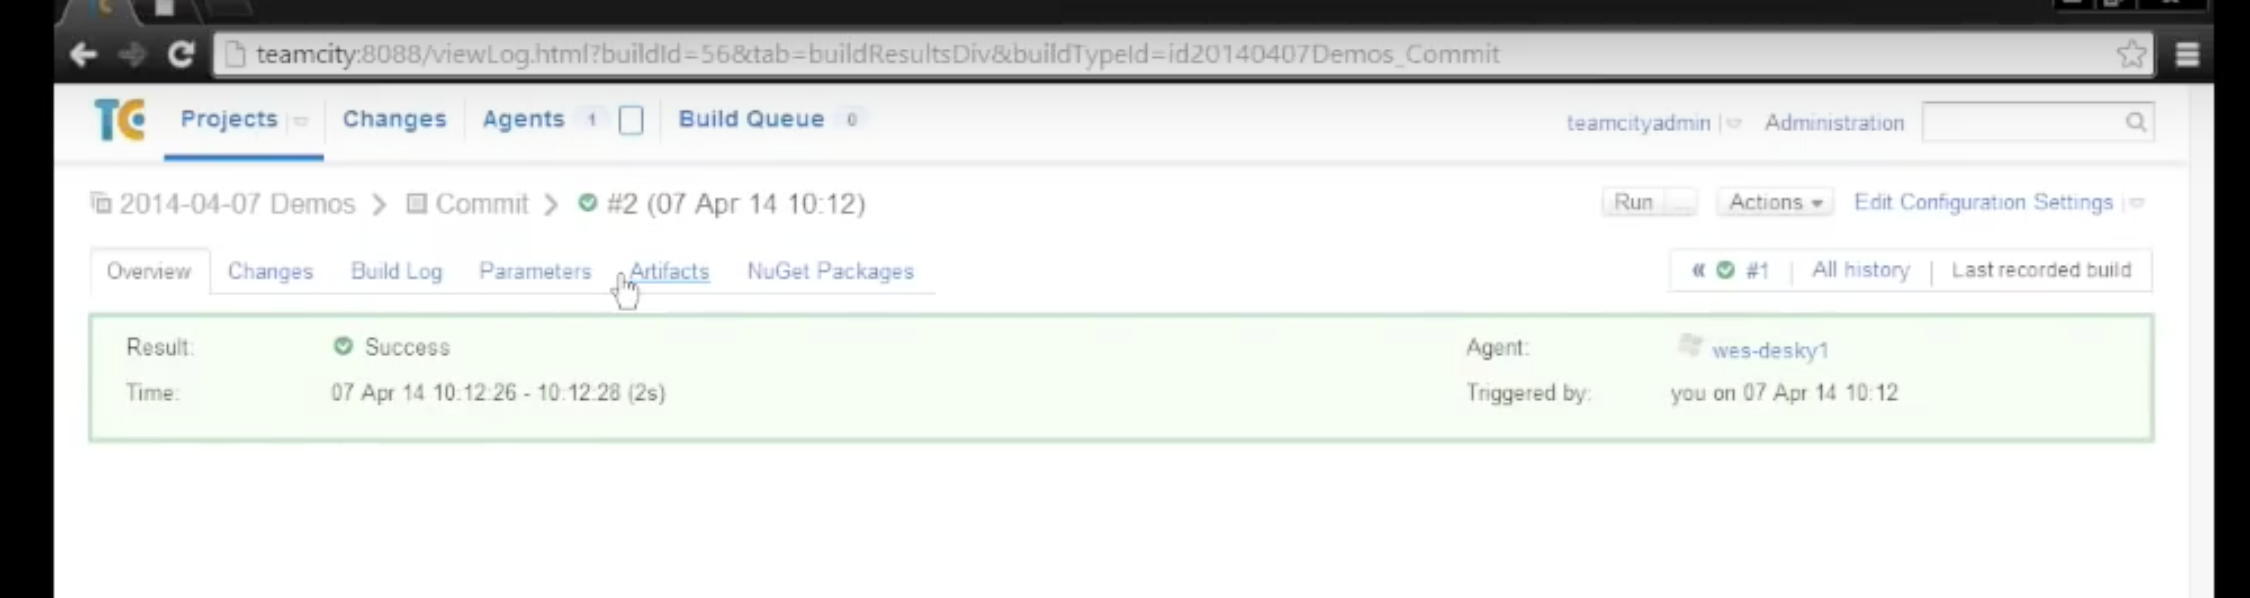 teamcity:8088/viewLog.html?buildId=56&tab=buildResultsDiv&buildTypeId=id20140407Demos_Commit
TC Projects Changes Agents 1 Build Queue 0 teamcityadmin Administration
2014-04-07 Demos > Commit > #2 (07 Apr 14 10:12) Run ... Actions Edit Configuration Settings
Overview Changes Build Log Parameters Artifacts NuGet Packages « #1 | All history | Last recorded build
Result: Success Agent: wes-desky1
Time: 07 Apr 14 10:12:26 - 10:12:28 (2s) Triggered by: you on 07 Apr 14 10:12